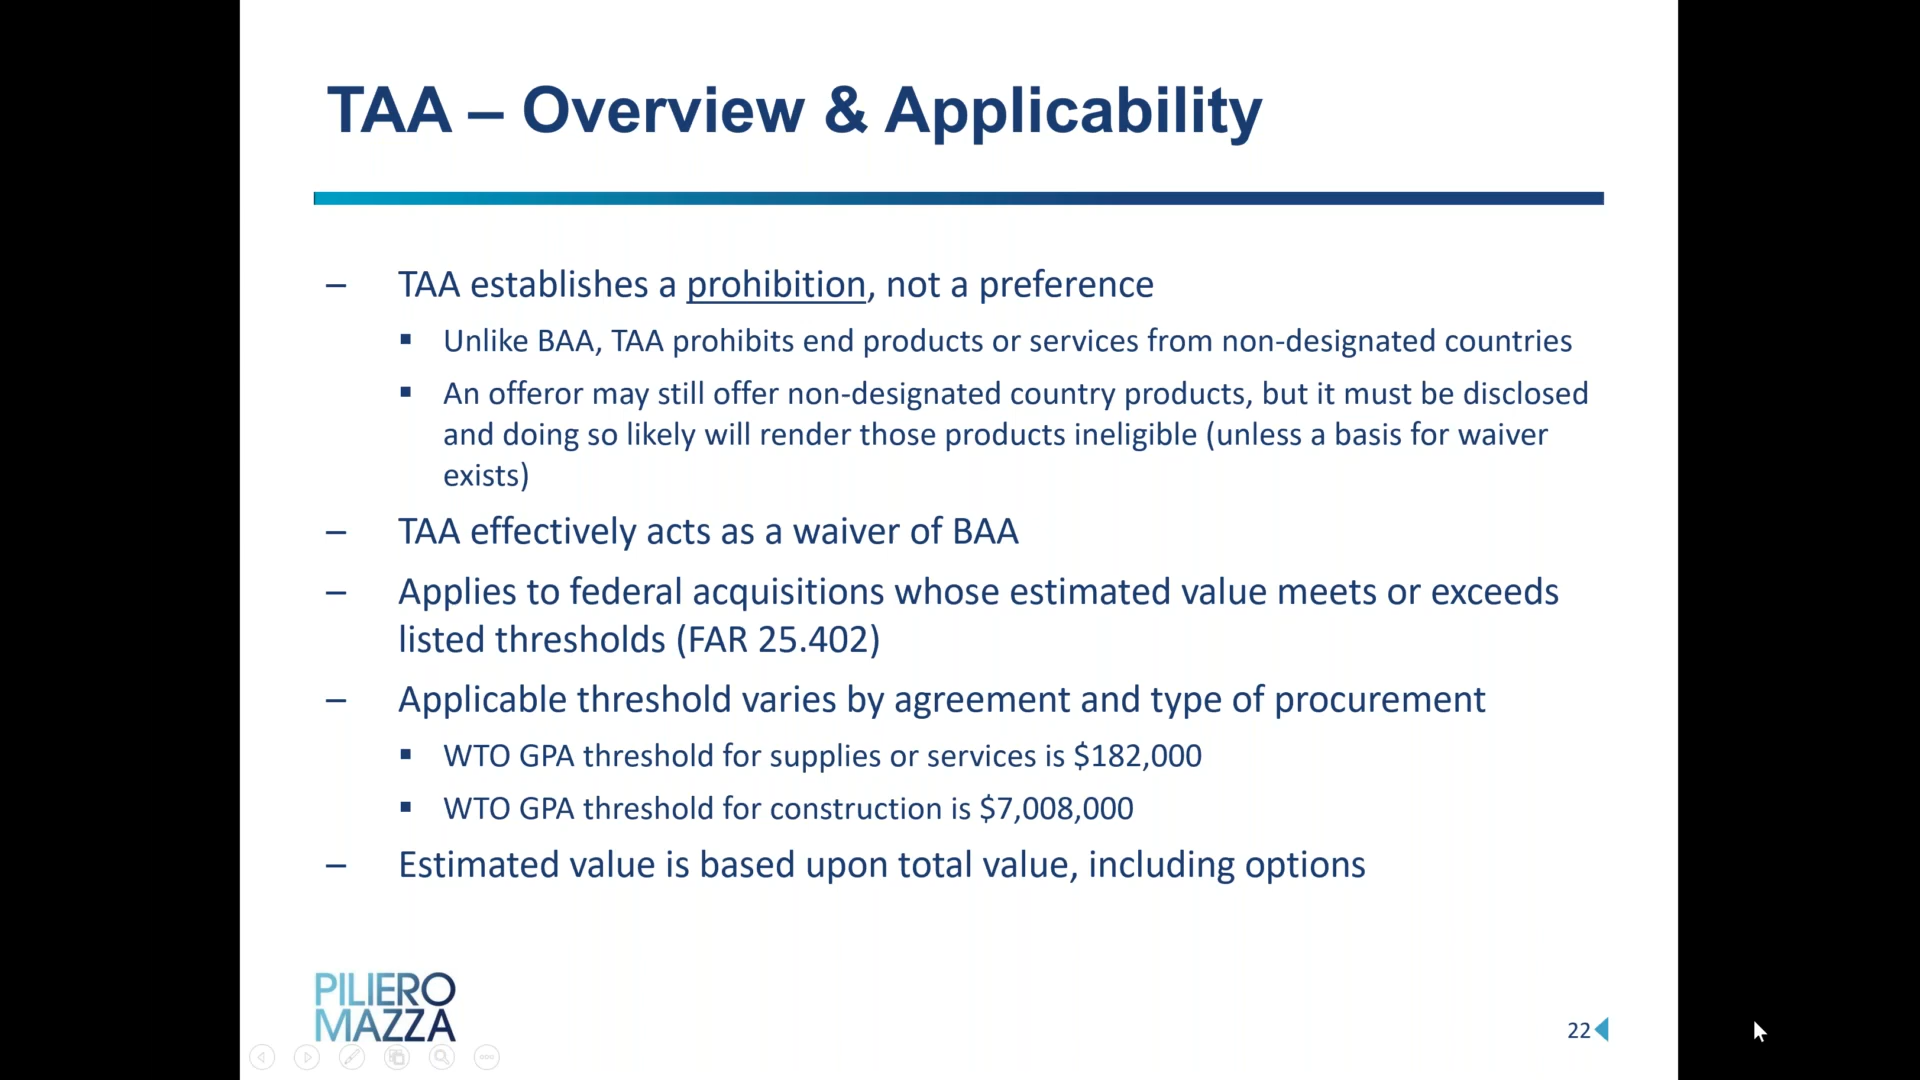 TAA – Overview & Applicability
– TAA establishes a prohibition, not a preference
▪ Unlike BAA, TAA prohibits end products or services from non-designated countries
▪ An offeror may still offer non-designated country products, but it must be disclosed
and doing so likely will render those products ineligible (unless a basis for waiver
exists)
– TAA effectively acts as a waiver of BAA
– Applies to federal acquisitions whose estimated value meets or exceeds
listed thresholds (FAR 25.402)
– Applicable threshold varies by agreement and type of procurement
▪ WTO GPA threshold for supplies or services is $182,000
▪ WTO GPA threshold for construction is $7,008,000
– Estimated value is based upon total value, including options
PILIERO
MAZZA
22